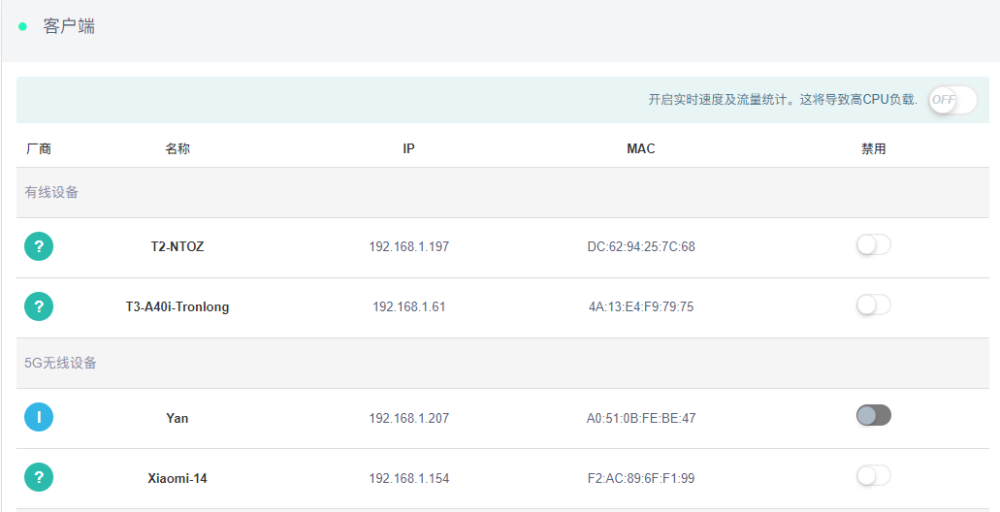 客户端
开启实时速度及流量统计。这将导致高CPU负载. OFF
厂商 名称 IP MAC 禁用
有线设备
? T2-NTOZ 192.168.1.197 DC:62:94:25:7C:68
? T3-A40i-Tronlong 192.168.1.61 4A:13:E4:F9:79:75
5G无线设备
I Yan 192.168.1.207 A0:51:0B:FE:BE:47
? Xiaomi-14 192.168.1.154 F2:AC:89:6F:F1:99